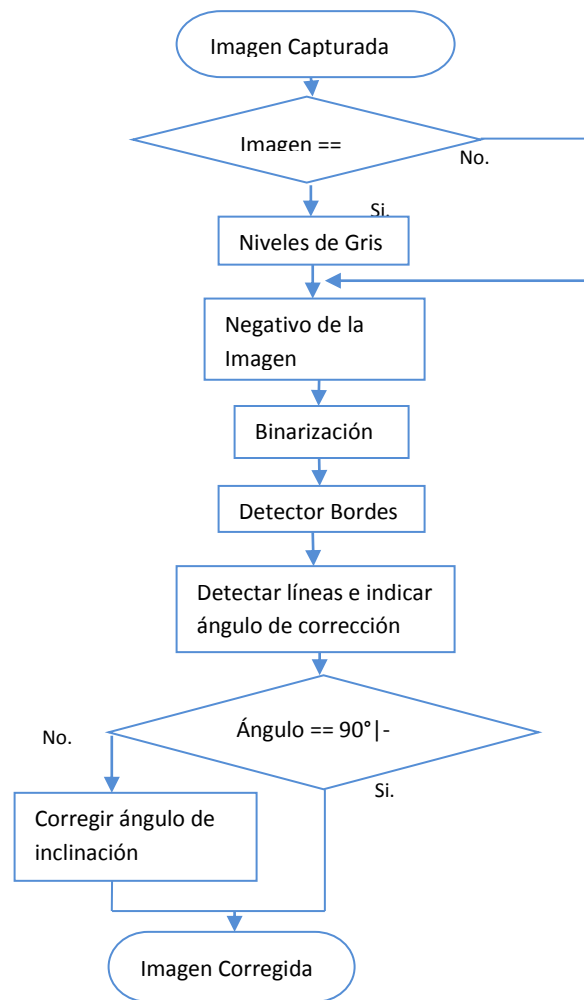 Imagen Capturada
Imagen ==
No.
Si.
Niveles de Gris
Negativo de la
Imagen
Binarización
Detector Bordes
Detectar líneas e indicar
ángulo de corrección
Ángulo == 90°|-
No.
Si.
Corregir ángulo de
inclinación
Imagen Corregida